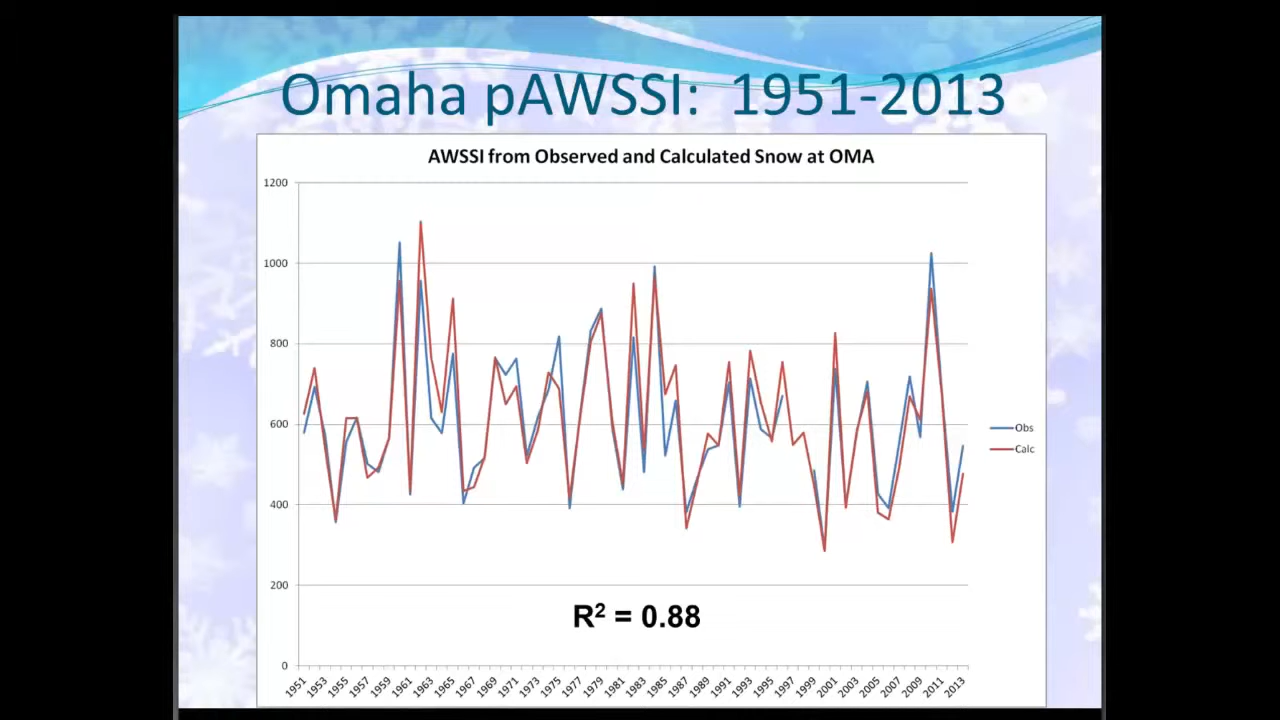 Omaha pAWSSI: 1951-2013
AWSSI from Observed and Calculated Snow at OMA
1200
1000
800
600
400
200
0
Obs
Calc
R² = 0.88
1951 1953 1955 1957 1959 1961 1963 1965 1967 1969 1971 1973 1975 1977 1979 1981 1983 1985 1987 1989 1991 1993 1995 1997 1999 2001 2003 2005 2007 2009 2011 2013